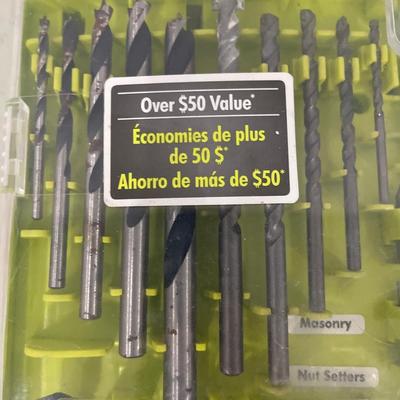 Over $50 Value*
Économies de plus
de 50 $*
Ahorro de más de $50*
Masonry
Nut Setters